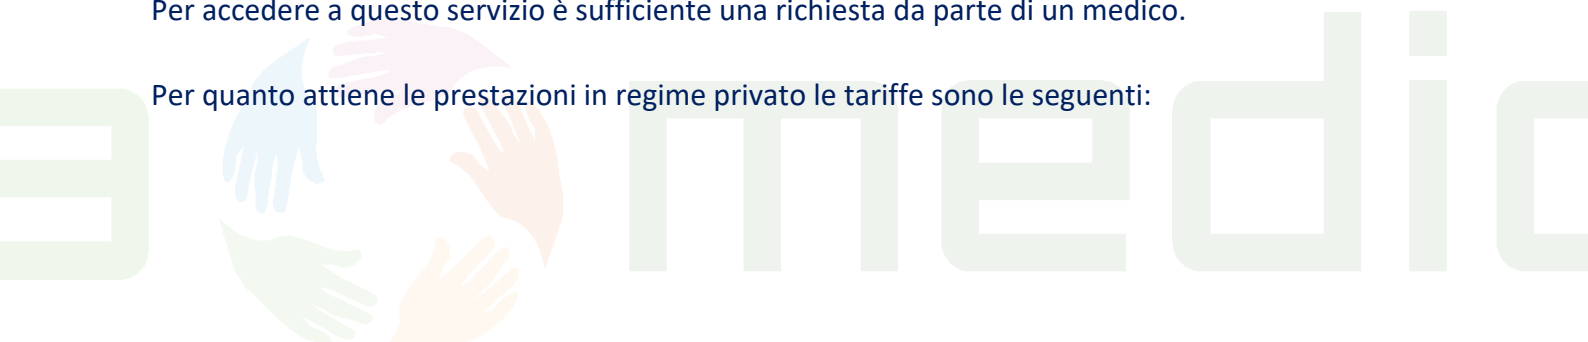 Per accedere a questo servizio è sufficiente una richiesta da parte di un medico.
Per quanto attiene le prestazioni in regime privato le tariffe sono le seguenti:
medic